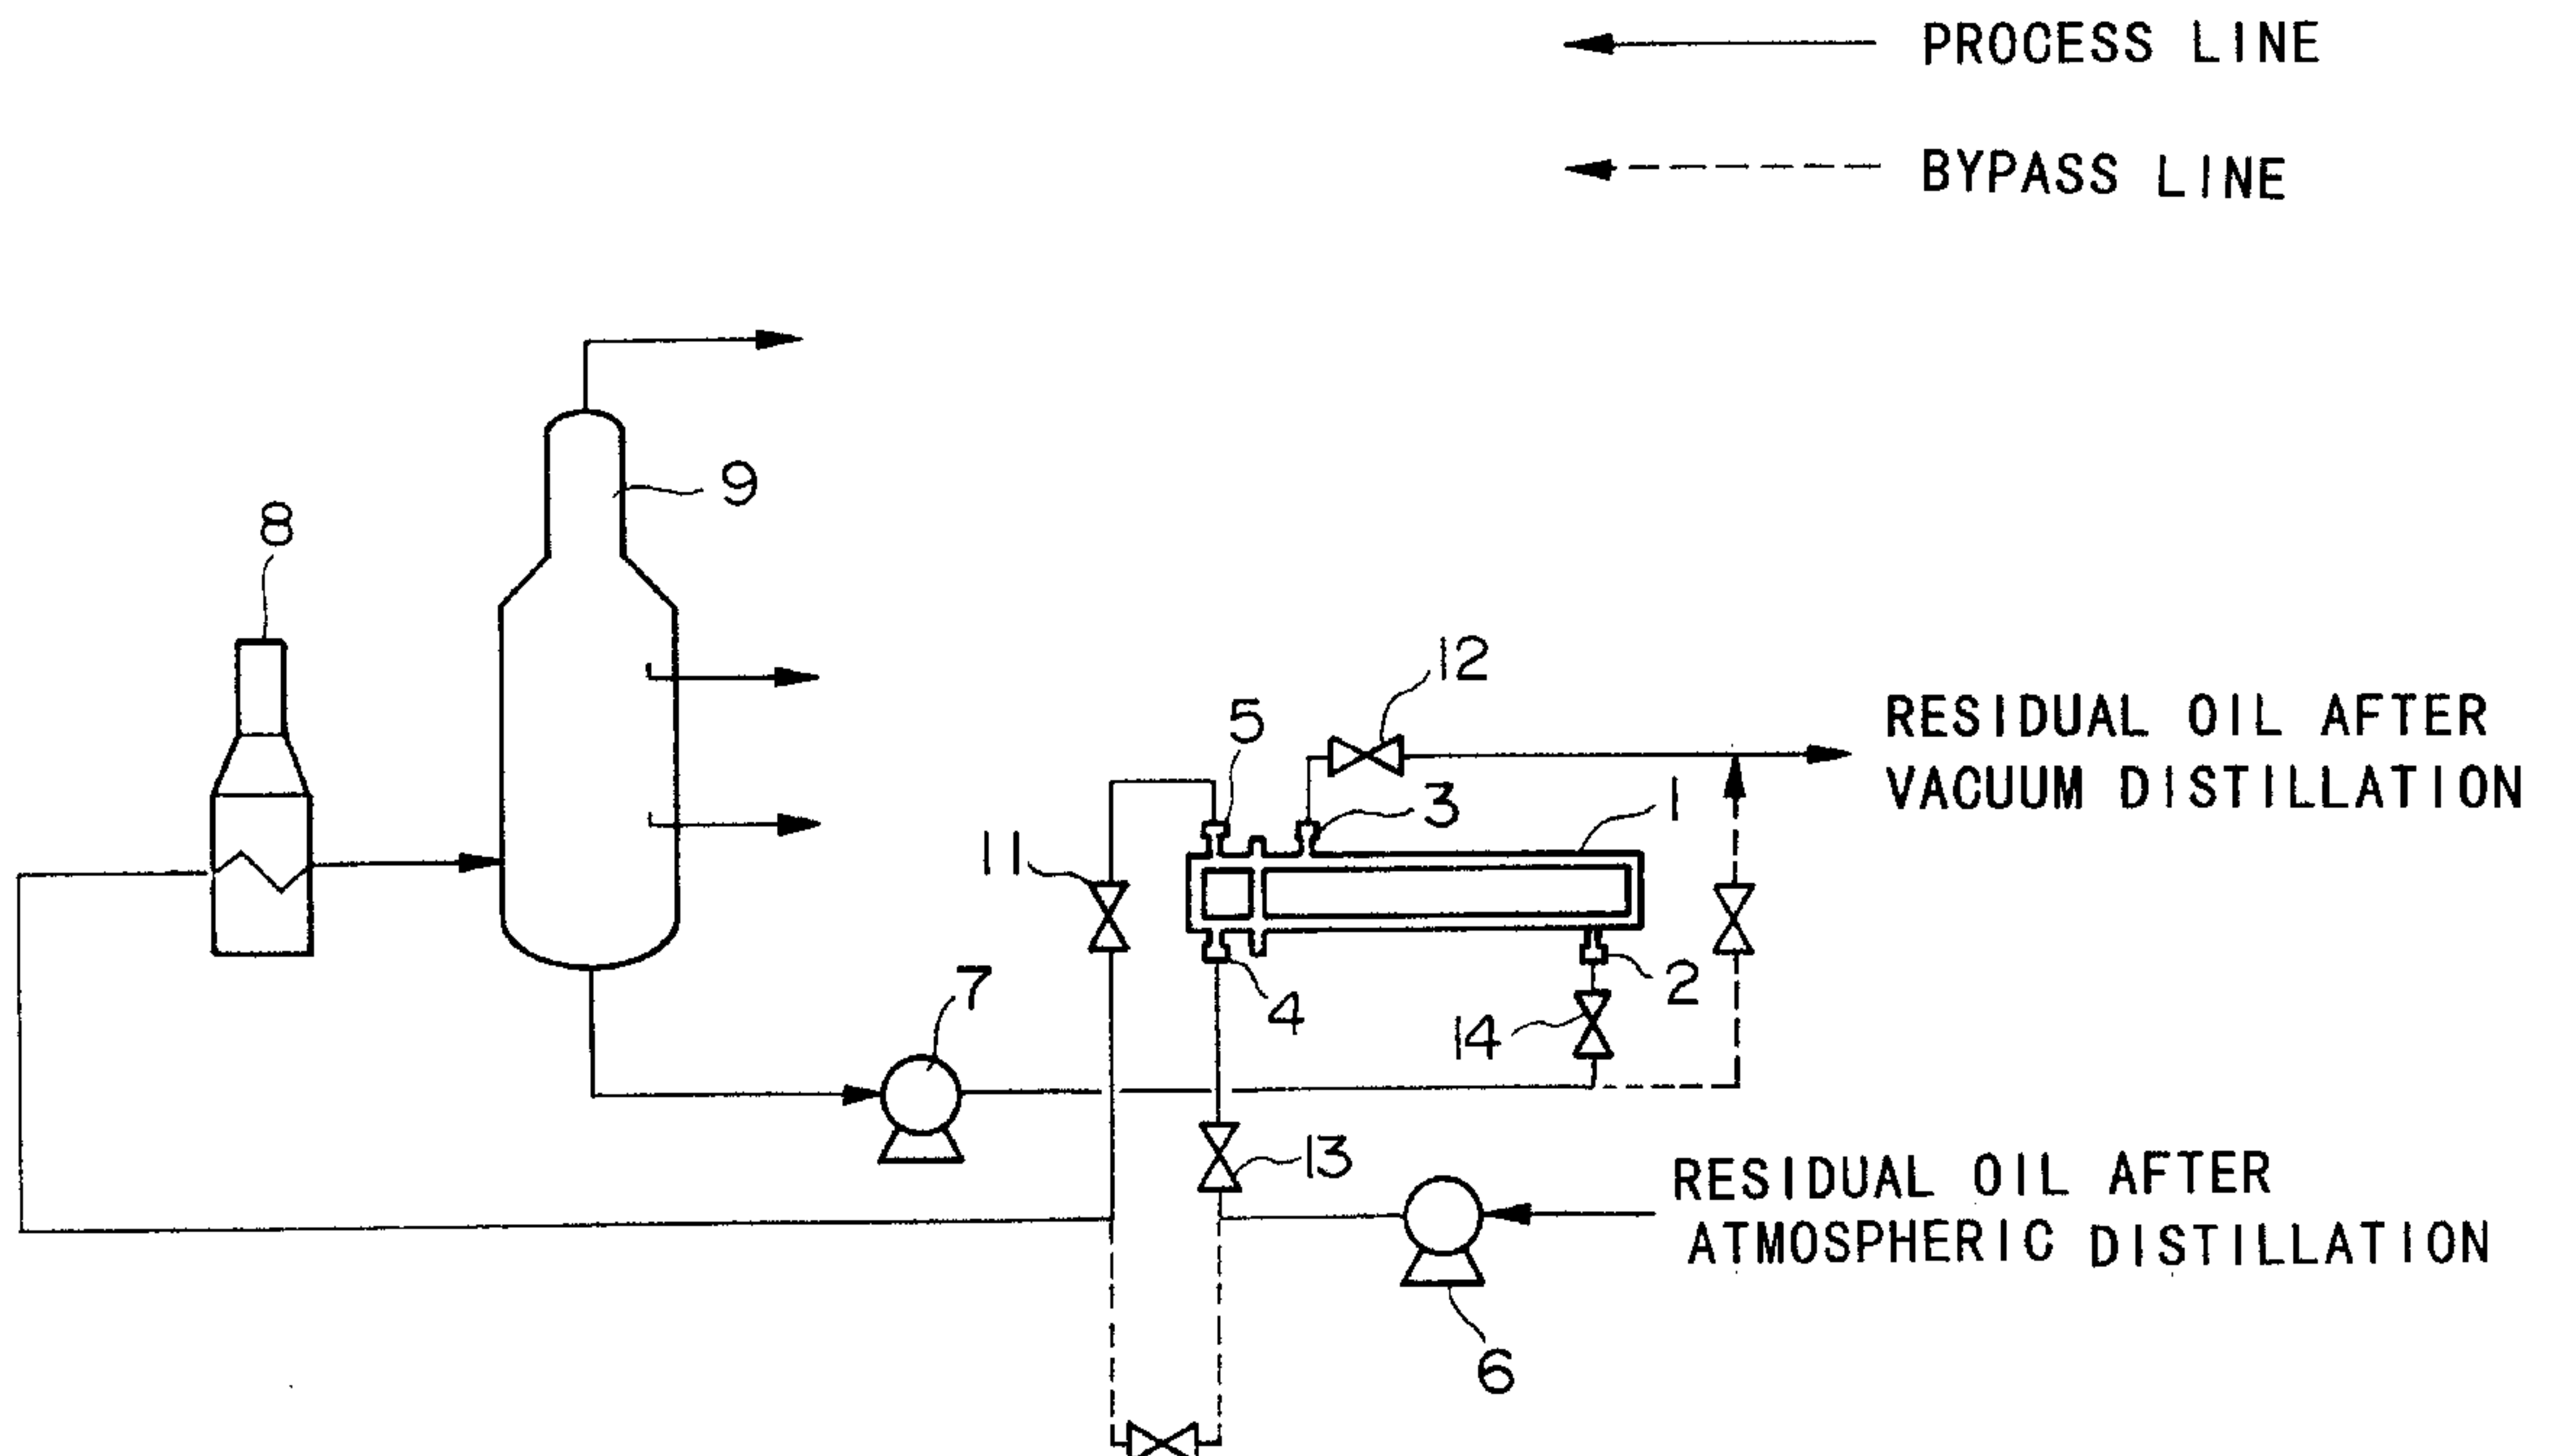 PROCESS LINE
BYPASS LINE
9
8
12
5
RESIDUAL OIL AFTER
VACUUM DISTILLATION
3
1
11
7
4
2
14
13
RESIDUAL OIL AFTER
ATMOSPHERIC DISTILLATION
6